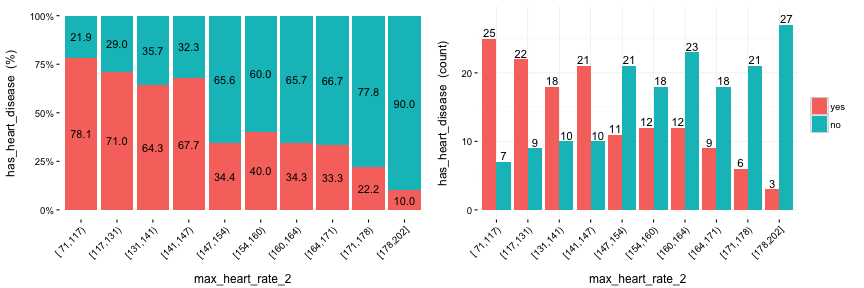 has_heart_disease (%)
100%
75%
50%
25%
0%
21.9 29.0 35.7 32.3 65.6 60.0 65.7 66.7 77.8 90.0
78.1 71.0 64.3 67.7 34.4 40.0 34.3 33.3 22.2 10.0
[ 71,117) [117,131) [131,141) [141,147) [147,154) [154,160) [160,164) [164,171) [171,178) [178,202]
max_heart_rate_2
has_heart_disease (count)
20
10
0
25 7 22 9 18 10 21 10 11 21 12 18 12 23 9 18 6 21 3 27
[ 71,117) [117,131) [131,141) [141,147) [147,154) [154,160) [160,164) [164,171) [171,178) [178,202]
max_heart_rate_2
yes
no